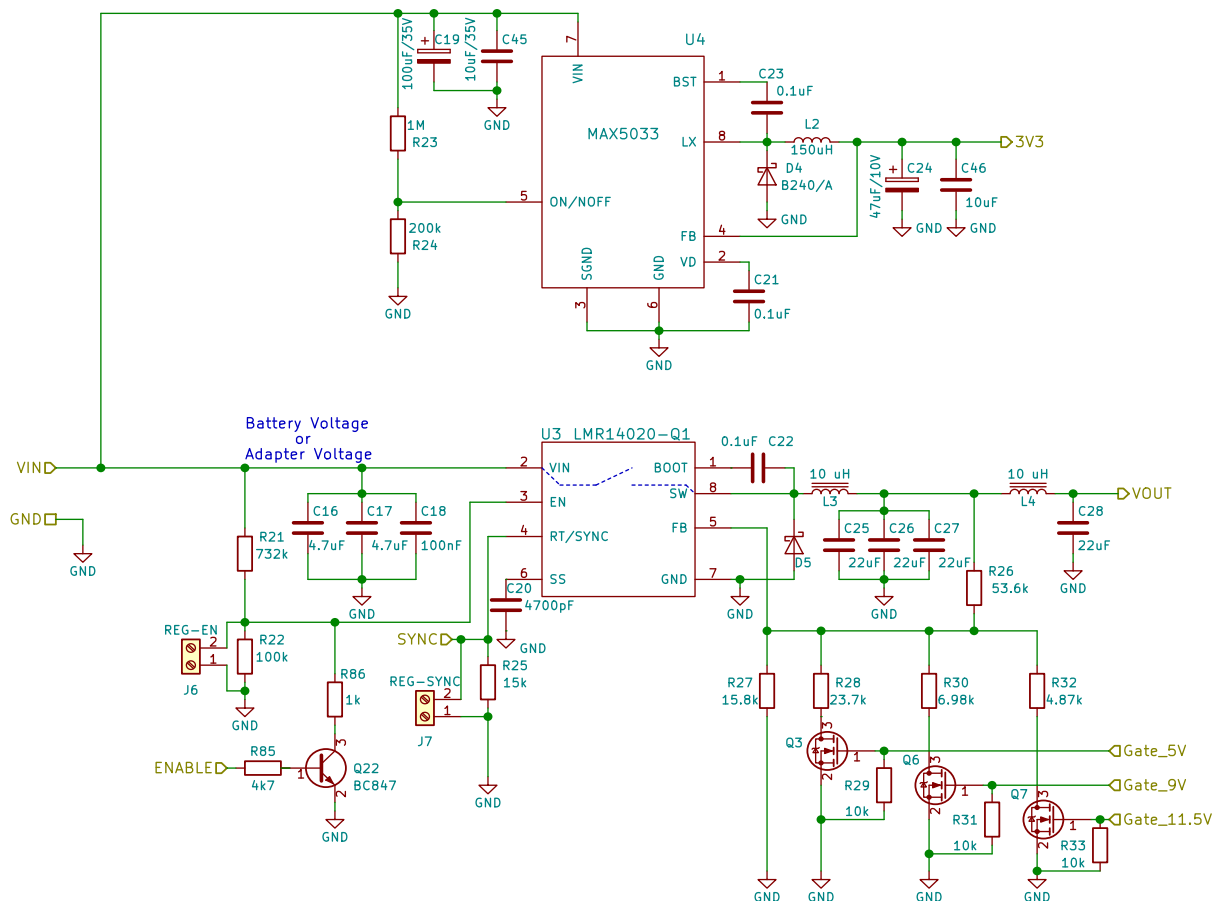 100uF/35V
C19
10uF/35V
C45
GND
1M
R23
200k
R24
GND
U4
MAX5033
7
VIN
BST
1
LX
8
5
ON/NOFF
FB
4
VD
2
SGND
3
GND
6
GND
C23
0.1uF
L2
150uH
D4
B240/A
GND
47uF/10V
C24
GND
C46
10uF
GND
3V3
C21
0.1uF
Battery Voltage
or
Adapter Voltage
VIN
GND
GND
R21
732k
C16
4.7uF
C17
4.7uF
C18
100nF
GND
U3 LMR14020-Q1
2
VIN
3
EN
4
RT/SYNC
6
SS
BOOT
1
SW
8
FB
5
GND
7
0.1uF
C22
10 uH
L3
10 uH
L4
VOUT
C25
22uF
C26
22uF
C27
22uF
GND
C28
22uF
GND
D5
GND
R26
53.6k
C20
4700pF
GND
REG-EN
2
1
J6
R22
100k
GND
R86
1k
SYNC
REG-SYNC
2
1
J7
R25
15k
GND
ENABLE
R85
4k7
1
3
2
Q22
BC847
GND
R27
15.8k
R28
23.7k
R30
6.98k
R32
4.87k
Q3
3
1
2
Gate_5V
R29
10k
Q6
3
1
2
Gate_9V
R31
10k
Q7
3
1
2
Gate_11.5V
R33
10k
GND
GND
GND
GND